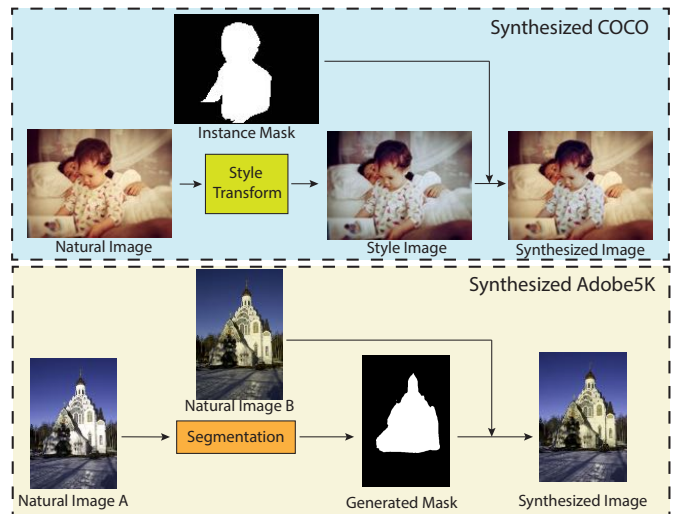 Synthesized COCO
Instance Mask
Style
Transform
Natural Image
Style Image
Synthesized Image
Synthesized Adobe5K
Natural Image B
Segmentation
Natural Image A
Generated Mask
Synthesized Image